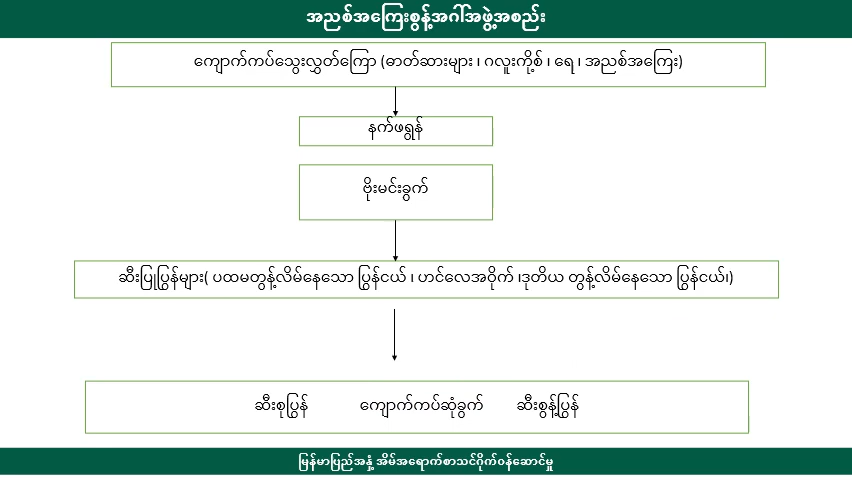 အညစ်အကြေးစွန့်အင်္ဂါအဖွဲ့အစည်း
ကျောက်ကပ်သွေးလွှတ်ကြော (ဓာတ်ဆားများ ၊ ဂလူးကို့စ် ၊ ရေ ၊ အညစ်အကြေး)
နက်ဖရွန်
ဗိုးမင်းခွက်
ဆီးပြုပြွန်များ( ပထမတွန့်လိမ်နေသော ပြွန်ငယ် ၊ ဟင်လေအဝိုက် ၊ဒုတိယ တွန့်လိမ်နေသော ပြွန်ငယ်၊)
ဆီးစုပြွန် ကျောက်ကပ်ဆုံခွက် ဆီးစွန့်ပြွန်
မြန်မာပြည်အနှံ့ အိမ်အရောက်စာသင်ဝိုက်ဝန်ဆောင်မှု